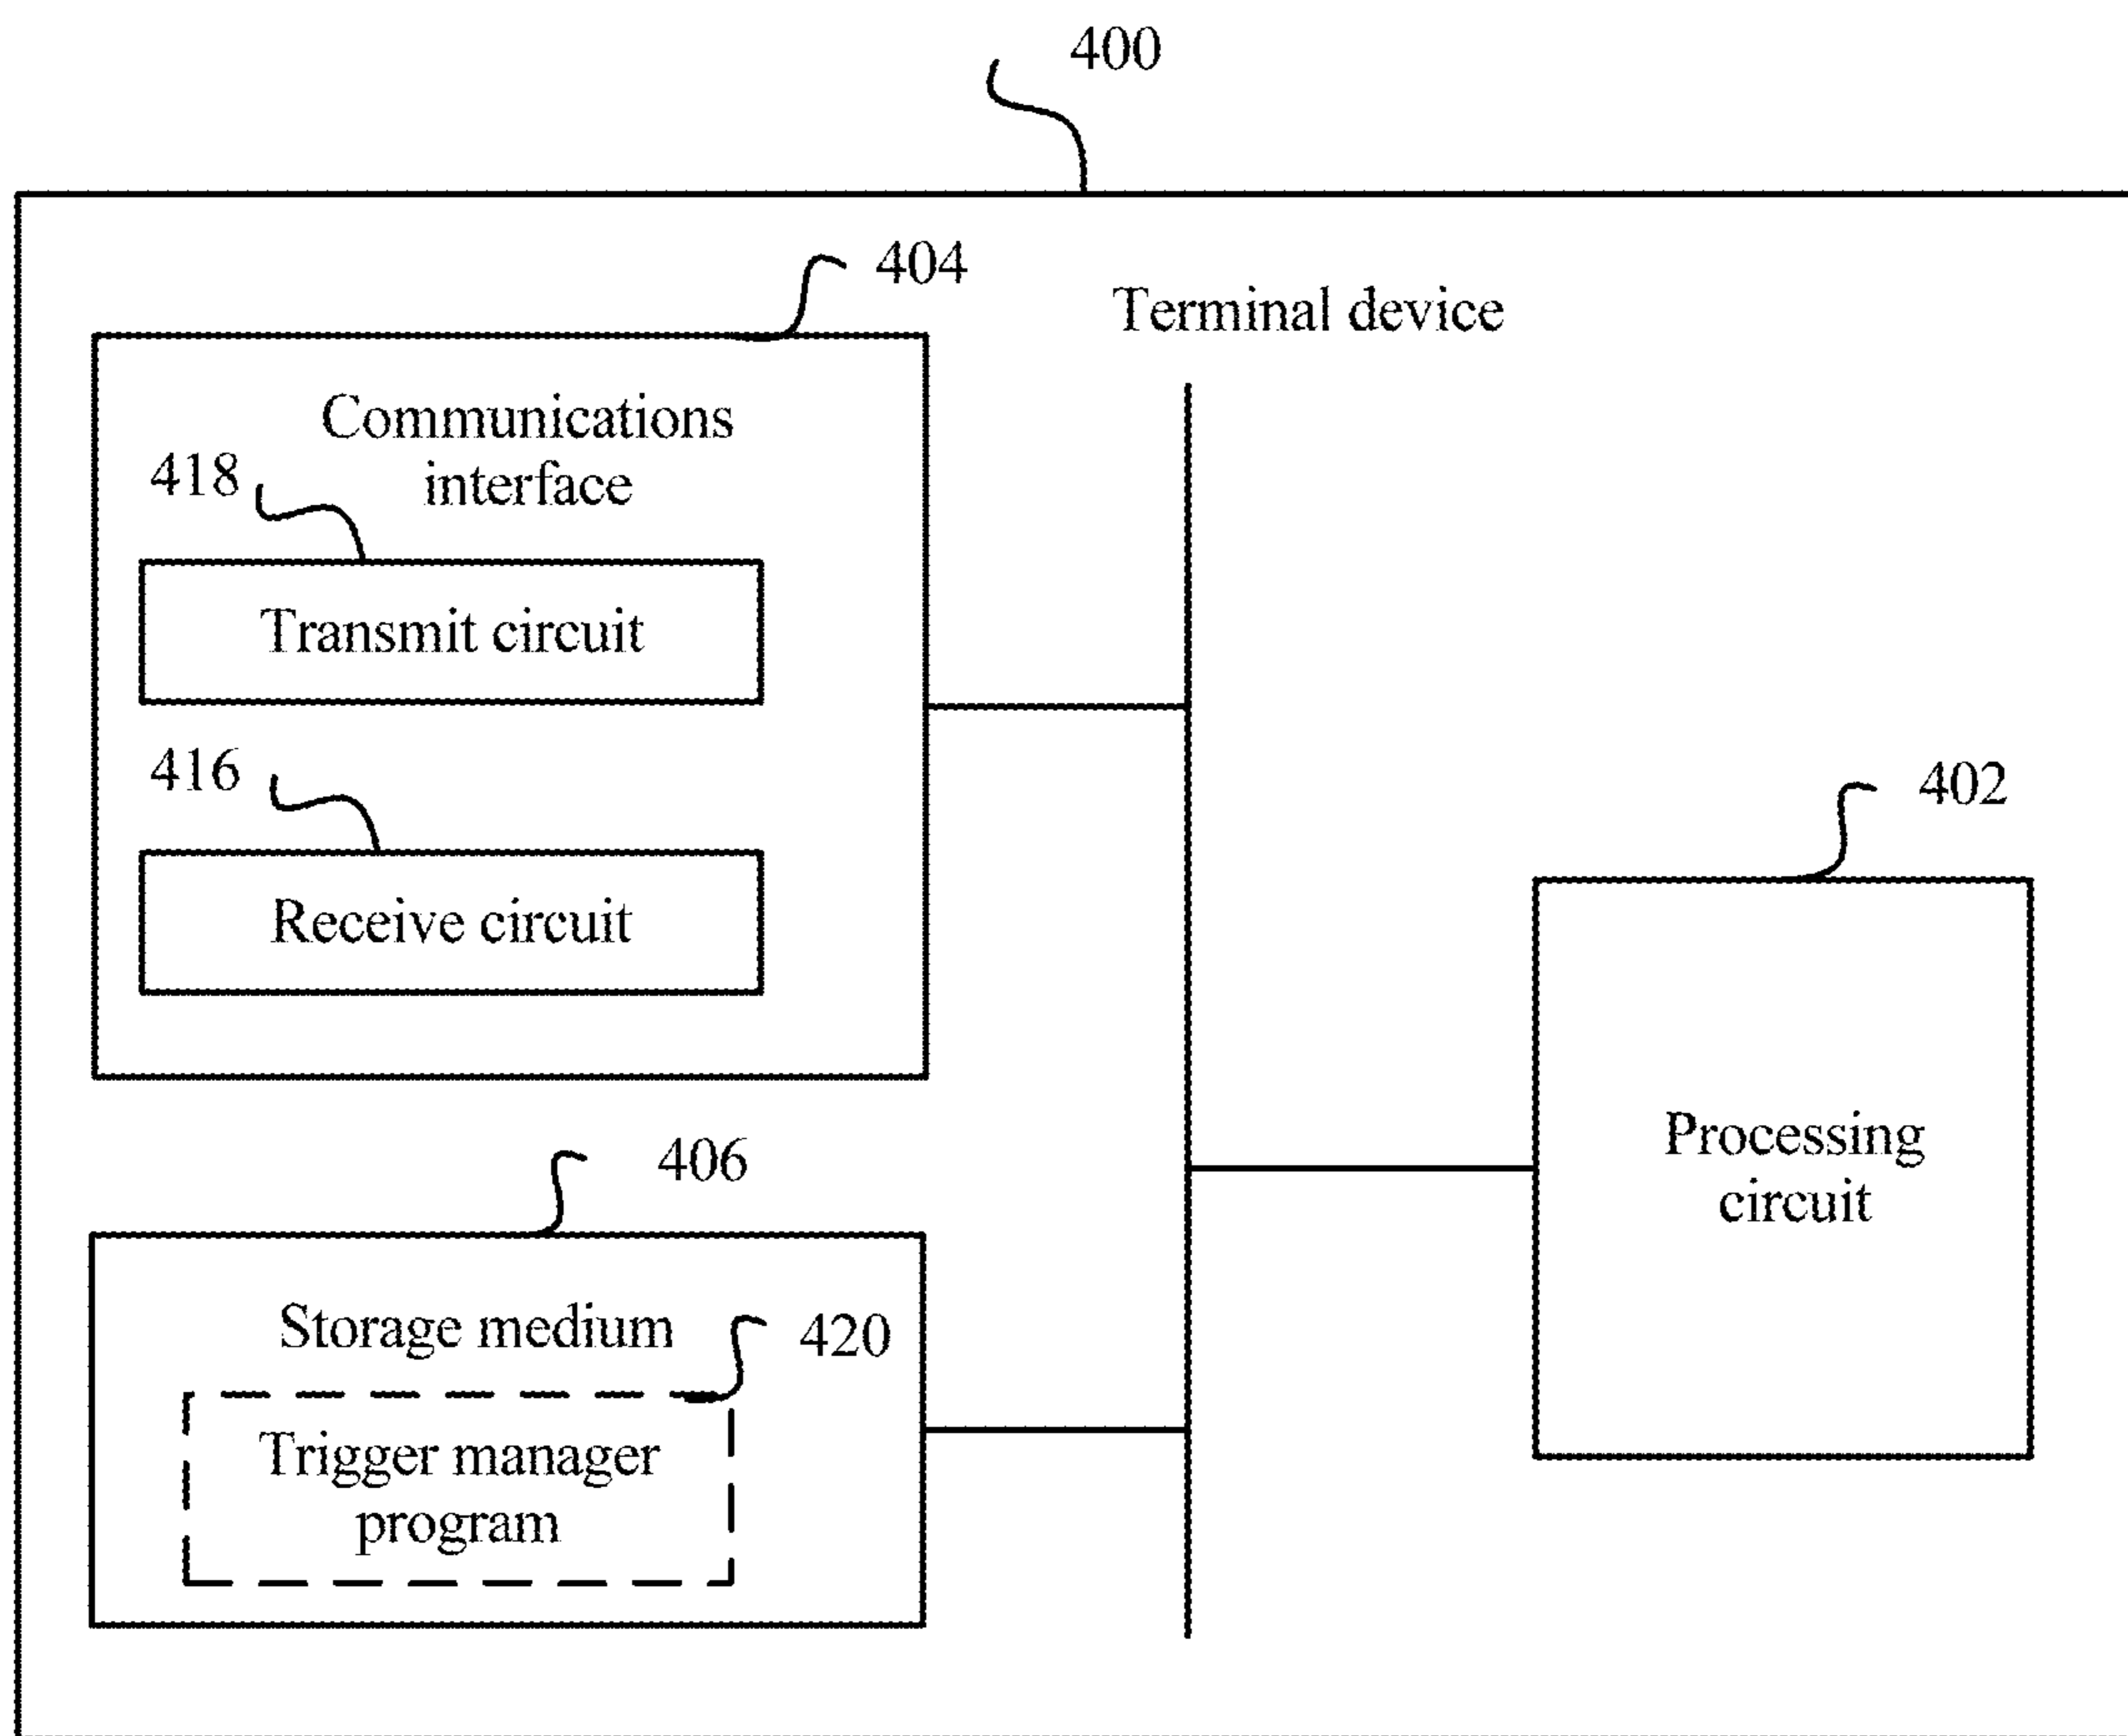 400
404
Terminal device
Communications
interface
418
Transmit circuit
416
Receive circuit
402
Processing
circuit
406
Storage medium
420
Trigger manager
program